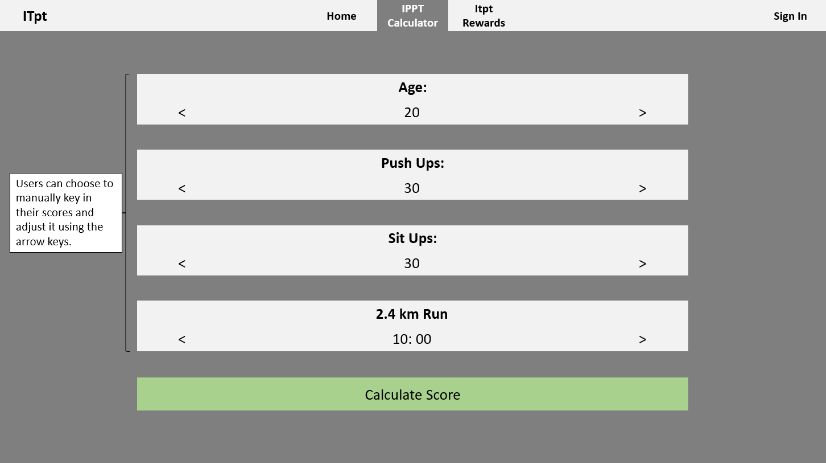 ITpt
Home
IPPT
Calculator
Itpt
Rewards
Sign In
Age:
< 20 >
Push Ups:
< 30 >
Sit Ups:
< 30 >
2.4 km Run
< 10: 00 >
Users can choose to
manually key in
their scores and
adjust it using the
arrow keys.
Calculate Score